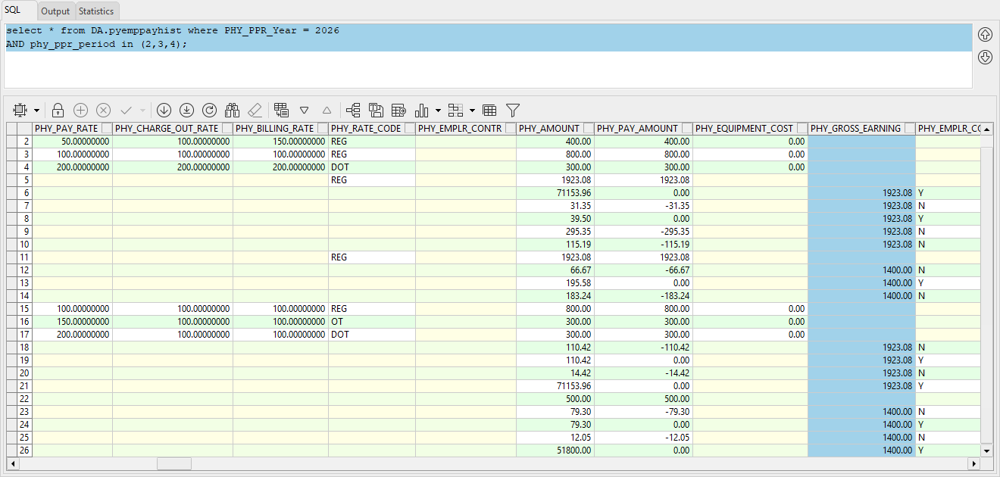 SQL Output Statistics
select * from DA.pyemppayhist where PHY_PPR_Year = 2026
AND phy_ppr_period in (2,3,4);
PHY_PAY_RATE PHY_CHARGE_OUT_RATE PHY_BILLING_RATE PHY_RATE_CODE PHY_EMPLR_CONTR PHY_AMOUNT PHY_PAY_AMOUNT PHY_EQUIPMENT_COST PHY_GROSS_EARNING PHY_EMPLR_CO
2 50.00000000 100.00000000 150.00000000 REG 400.00 400.00 0.00
3 100.00000000 100.00000000 100.00000000 REG 800.00 800.00 0.00
4 200.00000000 200.00000000 200.00000000 DOT 300.00 300.00 0.00
5 REG 1923.08 1923.08
6 71153.96 0.00 1923.08 Y
7 31.35 -31.35 1923.08 N
8 39.50 0.00 1923.08 Y
9 295.35 -295.35 1923.08 N
10 115.19 -115.19 1923.08 N
11 REG 1923.08 1923.08
12 66.67 -66.67 1400.00 N
13 195.58 0.00 1400.00 Y
14 183.24 -183.24 1400.00 N
15 100.00000000 100.00000000 100.00000000 REG 800.00 800.00 0.00
16 150.00000000 100.00000000 100.00000000 OT 300.00 300.00 0.00
17 200.00000000 100.00000000 100.00000000 DOT 300.00 300.00 0.00
18 110.42 -110.42 1923.08 N
19 110.42 0.00 1923.08 Y
20 14.42 -14.42 1923.08 N
21 71153.96 0.00 1923.08 Y
22 500.00 500.00
23 79.30 -79.30 1400.00 N
24 79.30 0.00 1400.00 Y
25 12.05 -12.05 1400.00 N
26 51800.00 0.00 1400.00 Y